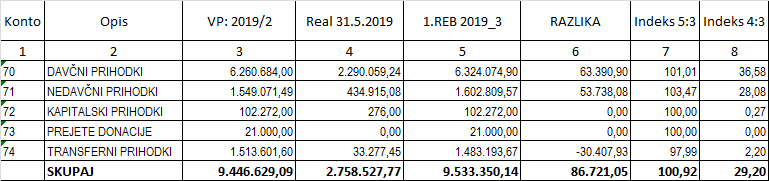 Konto Opis VP: 2019/2 Real 31.5.2019 1.REB 2019_3 RAZLIKA Indeks 5:3 Indeks 4:3
1 2 3 4 5 6 7 8
70 DAVČNI PRIHODKI 6.260.684,00 2.290.059,24 6.324.074,90 63.390,90 101,01 36,58
71 NEDAVČNI PRIHODKI 1.549.071,49 434.915,08 1.602.809,57 53.738,08 103,47 28,08
72 KAPITALSKI PRIHODKI 102.272,00 276,00 102.272,00 0,00 100,00 0,27
73 PREJETE DONACIJE 21.000,00 0,00 21.000,00 0,00 100,00 0,00
74 TRANSFERNI PRIHODKI 1.513.601,60 33.277,45 1.483.193,67 -30.407,93 97,99 2,20
SKUPAJ 9.446.629,09 2.758.527,77 9.533.350,14 86.721,05 100,92 29,20